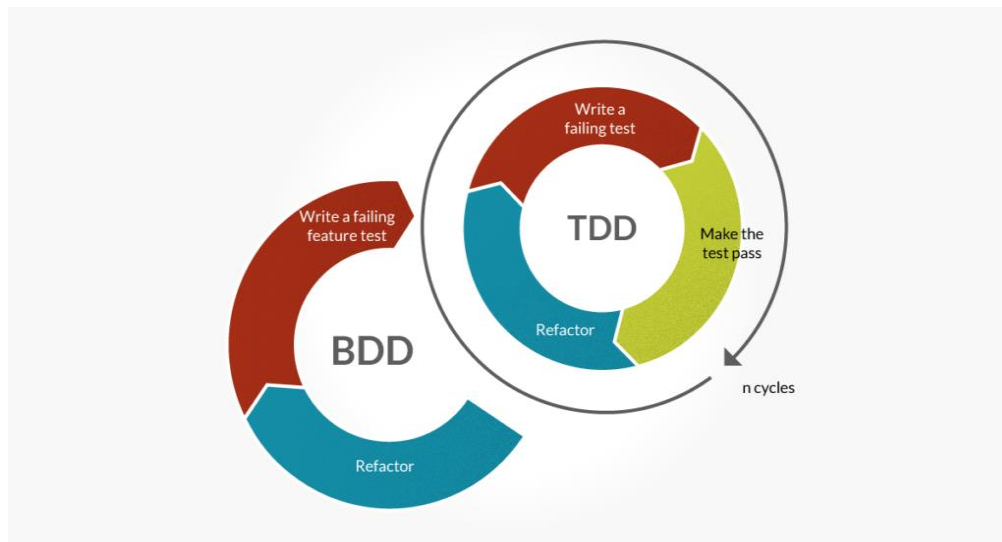 Write a
failing test
TDD
Make the
test pass
Refactor
n cycles
Write a failing
feature test
BDD
Refactor